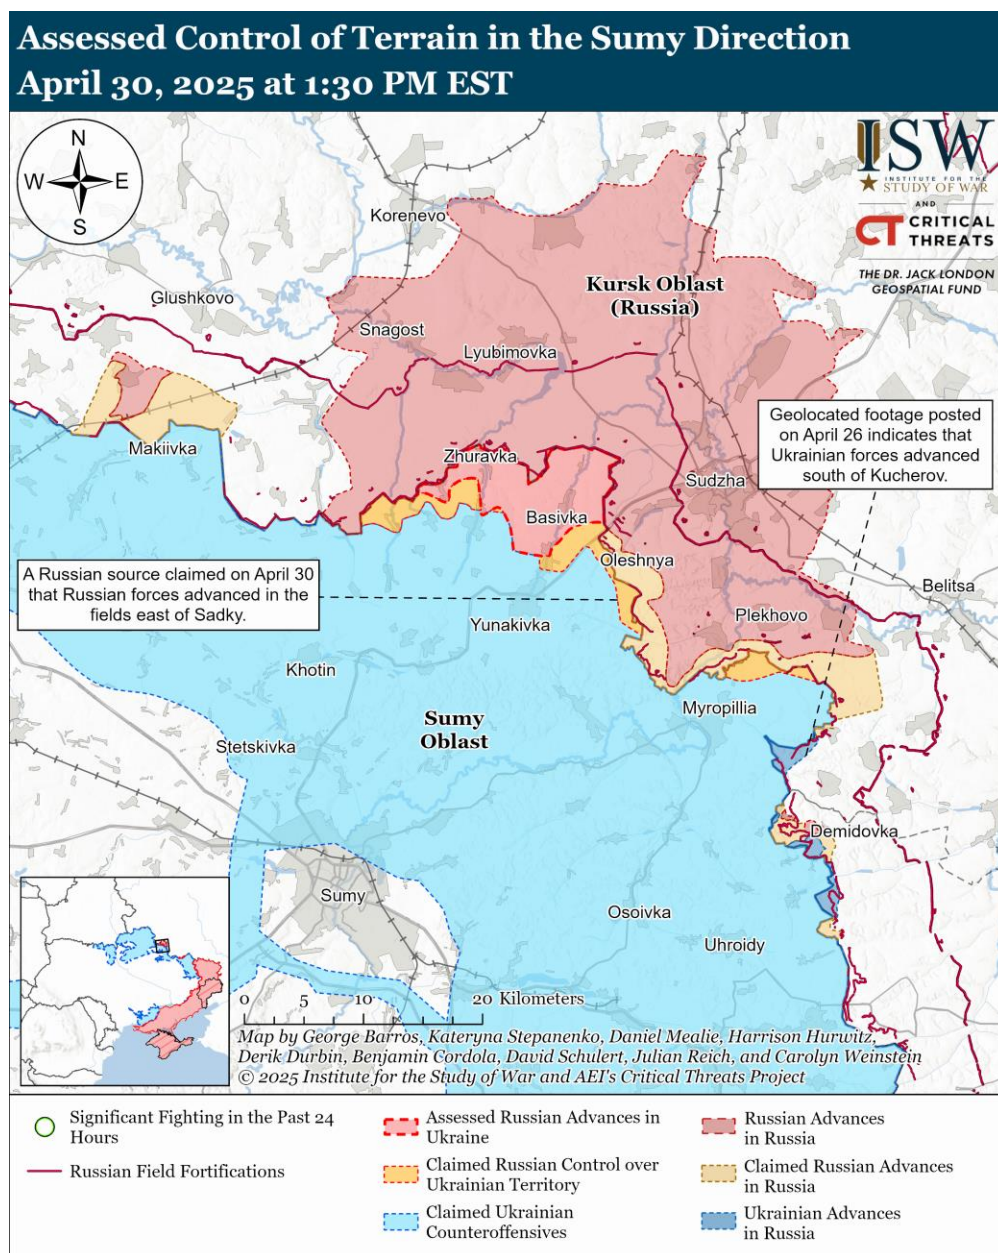 Assessed Control of Terrain in the Sumy Direction
April 30, 2025 at 1:30 PM EST
N
W
E
S
ISW
INSTITUTE FOR THE
STUDY OF WAR
AND
CT CRITICAL
THREATS
THE DR. JACK LONDON
GEOSPATIAL FUND
Korenevo
Kursk Oblast
(Russia)
Glushkovo
Snagost
Lyubimovka
Geolocated footage posted
on April 26 indicates that
Ukrainian forces advanced
south of Kucherov.
Makiivka
Zhuravka
Sudzha
Basivka
Oleshnya
A Russian source claimed on April 30
that Russian forces advanced in the
fields east of Sadky.
Belitsa
Plekhovo
Yunakivka
Khotin
Myropillia
Sumy
Oblast
Stetskivka
Demidovka
Sumy
Osoivka
Uhroidy
0 5 10 20 Kilometers
Map by George Barros, Kateryna Stepanenko, Daniel Mealie, Harrison Hurwitz,
Derik Durbin, Benjamin Cordola, David Schulert, Julian Reich, and Carolyn Weinstein
© 2025 Institute for the Study of War and AEI's Critical Threats Project
Significant Fighting in the Past 24
Hours
Russian Field Fortifications
Assessed Russian Advances in
Ukraine
Claimed Russian Control over
Ukrainian Territory
Claimed Ukrainian
Counteroffensives
Russian Advances
in Russia
Claimed Russian Advances
in Russia
Ukrainian Advances
in Russia